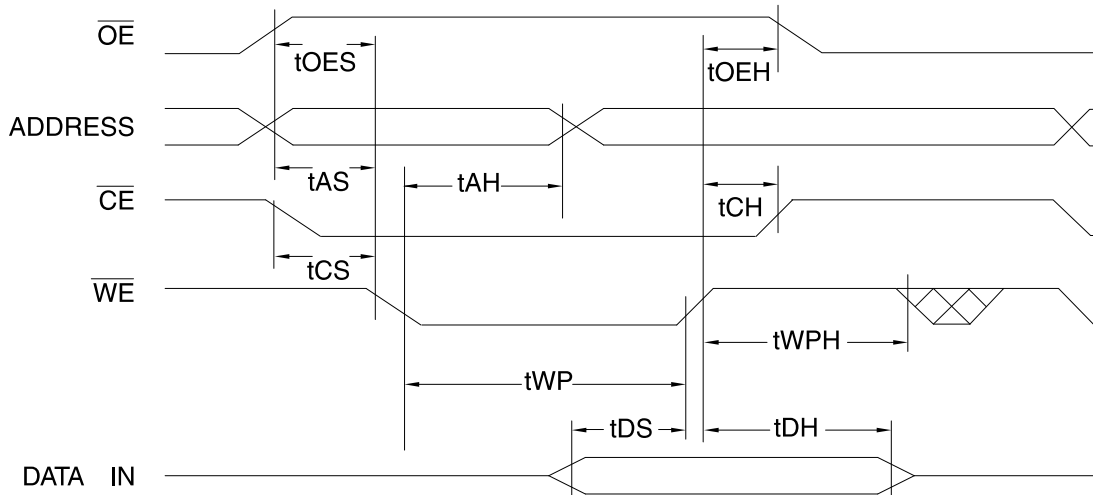 OE
tOES
tOEH
ADDRESS
tAS
tAH
CE
tCH
tCS
WE
tWPH
tWP
tDS
tDH
DATA IN